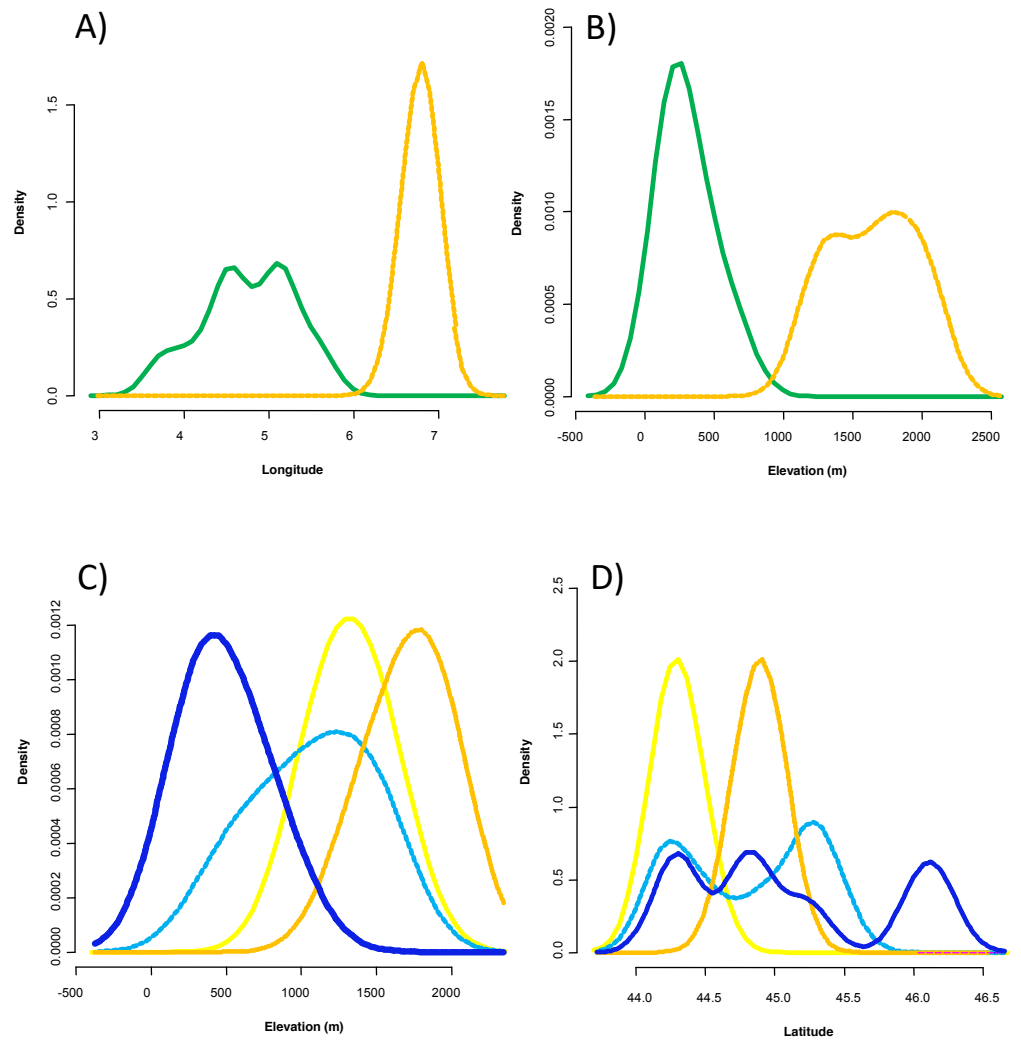 A)
Density
0.0 0.5 1.0 1.5
3 4 5 6 7
Longitude
B)
Density
0.0000 0.0005 0.0010 0.0015 0.0020
-500 0 500 1000 1500 2000 2500
Elevation (m)
C)
Density
0.0000 0.00002 0.0004 0.0006 0.0008 0.0010 0.0012
-500 0 500 1000 1500 2000
Elevation (m)
D)
Density
0.0 0.5 1.0 1.5 2.0 2.5
44.0 44.5 45.0 45.5 46.0 46.5
Latitude